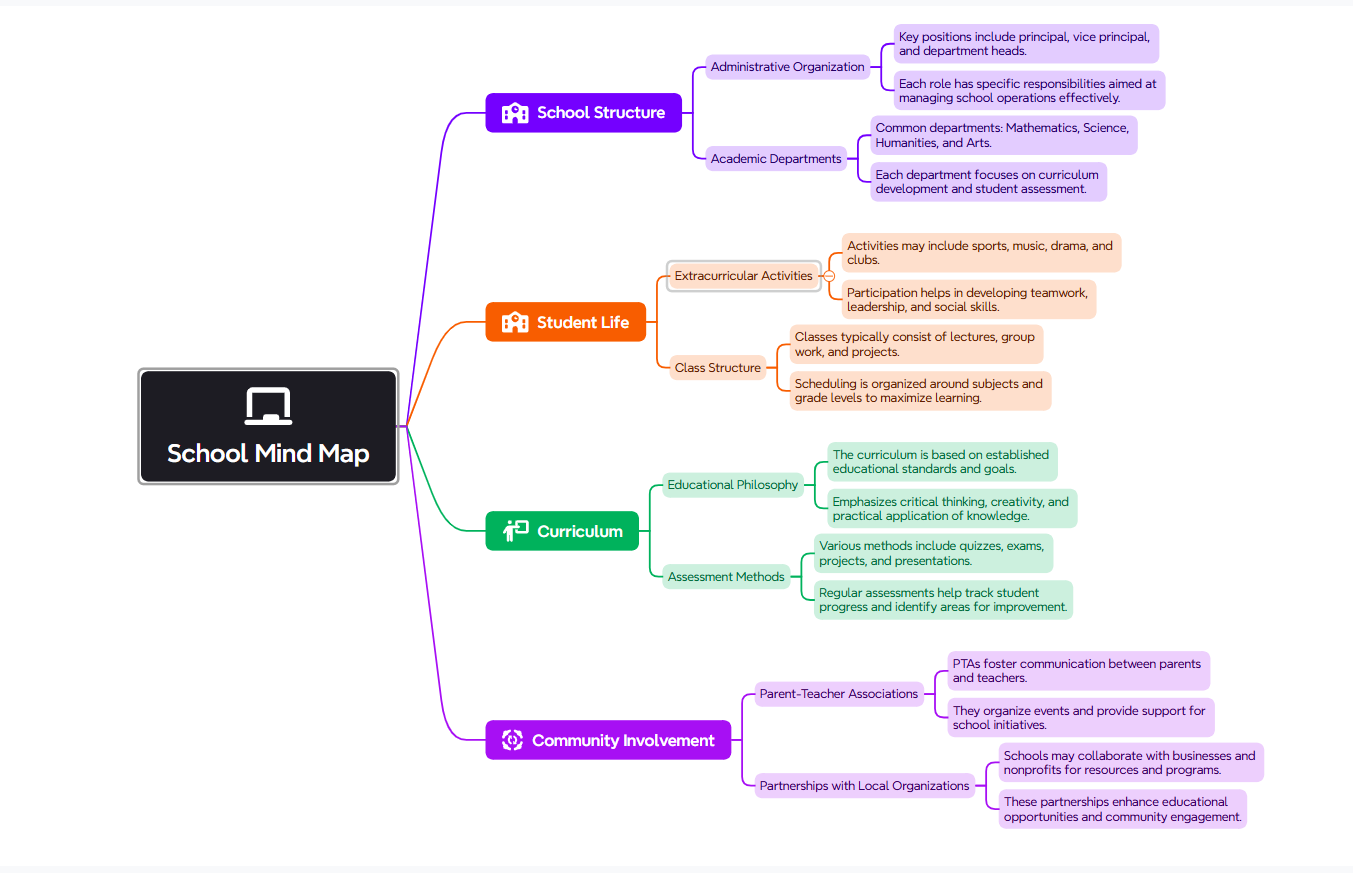 School Mind Map
School Structure
Administrative Organization
Key positions include principal, vice principal,
and department heads.
Each role has specific responsibilities aimed at
managing school operations effectively.
Academic Departments
Common departments: Mathematics, Science,
Humanities, and Arts.
Each department focuses on curriculum
development and student assessment.
Student Life
Extracurricular Activities
Activities may include sports, music, drama, and
clubs.
Participation helps in developing teamwork,
leadership, and social skills.
Class Structure
Classes typically consist of lectures, group
work, and projects.
Scheduling is organized around subjects and
grade levels to maximize learning.
Curriculum
Educational Philosophy
The curriculum is based on established
educational standards and goals.
Emphasizes critical thinking, creativity, and
practical application of knowledge.
Assessment Methods
Various methods include quizzes, exams,
projects, and presentations.
Regular assessments help track student
progress and identify areas for improvement.
Community Involvement
Parent-Teacher Associations
PTAs foster communication between parents
and teachers.
They organize events and provide support for
school initiatives.
Partnerships with Local Organizations
Schools may collaborate with businesses and
nonprofits for resources and programs.
These partnerships enhance educational
opportunities and community engagement.